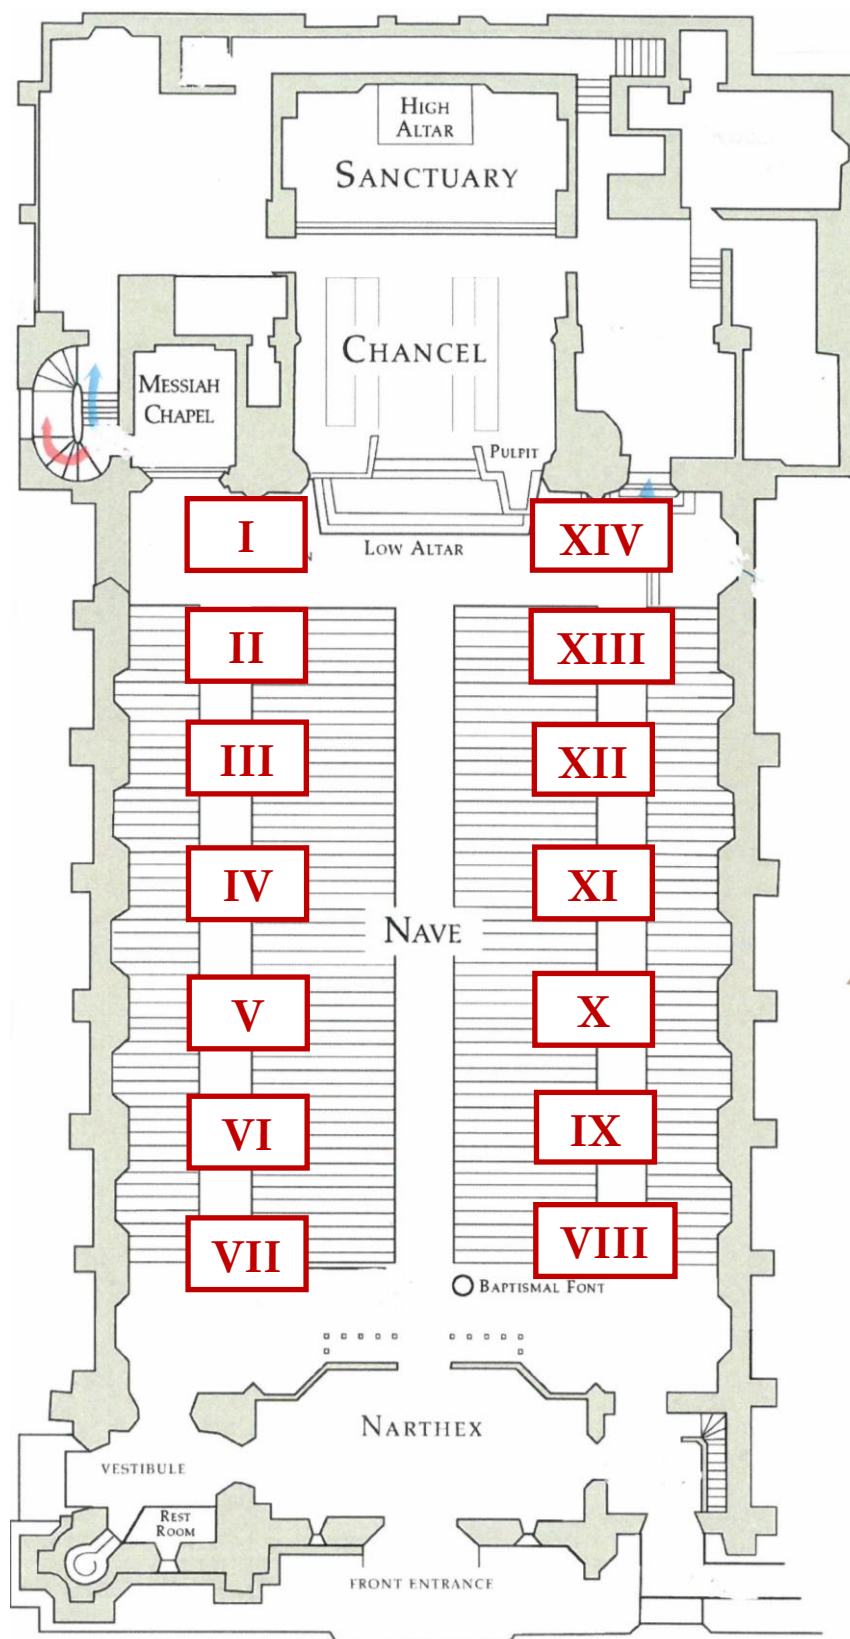 HIGH
ALTAR
SANCTUARY
CHANCEL
MESSIAH
CHAPEL
PULPIT
LOW ALTAR
I
XIV
II
XIII
III
XII
IV
XI
NAVE
V
X
VI
IX
VII
VIII
BAPTISMAL FONT
NARTHEX
VESTIBULE
REST
ROOM
FRONT ENTRANCE